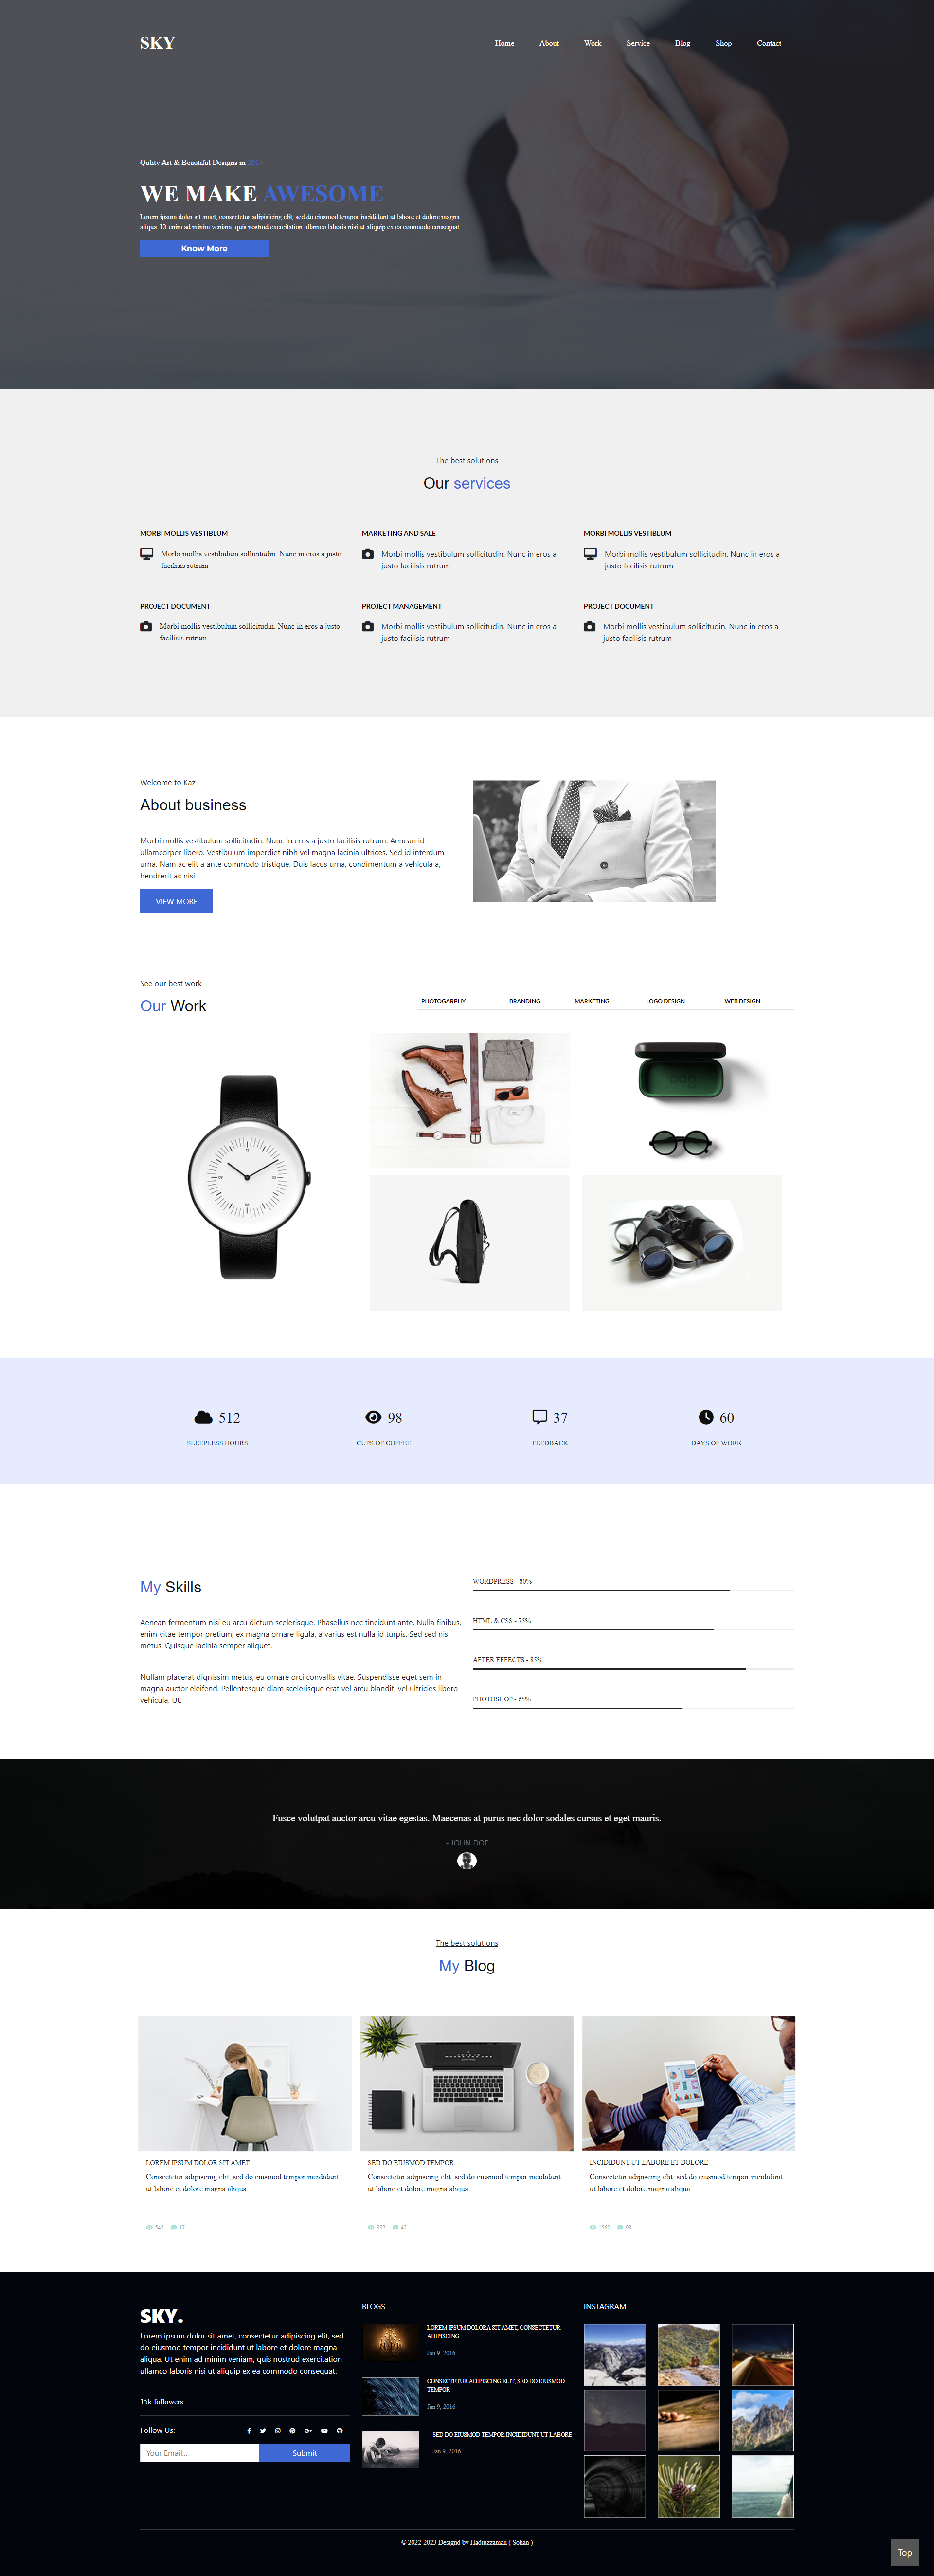 SKY
Home About Work Service Blog Shop Contact
Qulity Art & Beautiful Designs in 2017
WE MAKE AWESOME
Lorem ipsum dolor sit amet, consectetur adipisicing elit, sed do eiusmod tempor incididunt ut labore et dolore magna
aliqua. Ut enim ad minim veniam, quis nostrud exercitation ullamco laboris nisi ut aliquip ex ea commodo consequat.
Know More
The best solutions
Our services
MORBI MOLLIS VESTIBLUM
Morbi mollis vestibulum sollicitudin. Nunc in eros a justo
facilisis rutrum
MARKETING AND SALE
Morbi mollis vestibulum sollicitudin. Nunc in eros a
justo facilisis rutrum
MORBI MOLLIS VESTIBLUM
Morbi mollis vestibulum sollicitudin. Nunc in eros a
justo facilisis rutrum
PROJECT DOCUMENT
Morbi mollis vestibulum sollicitudin. Nunc in eros a justo
facilisis rutrum
PROJECT MANAGEMENT
Morbi mollis vestibulum sollicitudin. Nunc in eros a
justo facilisis rutrum
PROJECT DOCUMENT
Morbi mollis vestibulum sollicitudin. Nunc in eros a
justo facilisis rutrum
Welcome to Kaz
About business
Morbi mollis vestibulum sollicitudin. Nunc in eros a justo facilisis rutrum. Aenean id
ullamcorper libero. Vestibulum imperdiet nibh vel magna lacinia ultrices. Sed id interdum
urna. Nam ac elit a ante commodo tristique. Duis lacus urna, condimentum a vehicula a,
hendrerit ac nisi
VIEW MORE
See our best work
Our Work
PHOTOGARPHY BRANDING MARKETING LOGO DESIGN WEB DESIGN
512
SLEEPLESS HOURS
98
CUPS OF COFFEE
37
FEEDBACK
60
DAYS OF WORK
My Skills
Aenean fermentum nisi eu arcu dictum scelerisque. Phasellus nec tincidunt ante. Nulla finibus,
enim vitae tempor pretium, ex magna ornare ligula, a varius est nulla id turpis. Sed sed nisi
metus. Quisque lacinia semper aliquet.
Nullam placerat dignissim metus, eu ornare orci convallis vitae. Suspendisse eget sem in
magna auctor eleifend. Pellentesque diam scelerisque erat vel arcu blandit, vel ultricies libero
vehicula. Ut.
WORDPRESS - 80%
HTML & CSS - 75%
AFTER EFFECTS - 85%
PHOTOSHOP - 65%
Fusce volutpat auctor arcu vitae egestas. Maecenas at purus nec dolor sodales cursus et eget mauris.
- JOHN DOE
The best solutions
My Blog
LOREM IPSUM DOLOR SIT AMET
Consectetur adipiscing elit, sed do eiusmod tempor incididunt
ut labore et dolore magna aliqua.
542 17
SED DO EIUSMOD TEMPOR
Consectetur adipiscing elit, sed do eiusmod tempor incididunt
ut labore et dolore magna aliqua.
992 42
INCIDIDUNT UT LABORE ET DOLORE
Consectetur adipiscing elit, sed do eiusmod tempor incididunt
ut labore et dolore magna aliqua.
1580 98
SKY.
Lorem ipsum dolor sit amet, consectetur adipiscing elit, sed
do eiusmod tempor incididunt ut labore et dolore magna
aliqua. Ut enim ad minim veniam, quis nostrud exercitation
ullamco laboris nisi ut aliquip ex ea commodo consequat.
15k followers
Follow Us:
Your Email...
Submit
BLOGS
LOREM IPSUM DOLORA SIT AMET, CONSECTETUR
ADIPISCING
Jan 9, 2016
CONSECTETUR ADIPISCING ELIT, SED DO EIUSMOD
TEMPOR
Jan 9, 2016
SED DO EIUSMOD TEMPOR INCIDIDUNT UT LABORE
Jan 9, 2016
INSTAGRAM
© 2022-2023 Designd by Hadiuzzaman ( Sohan )
Top